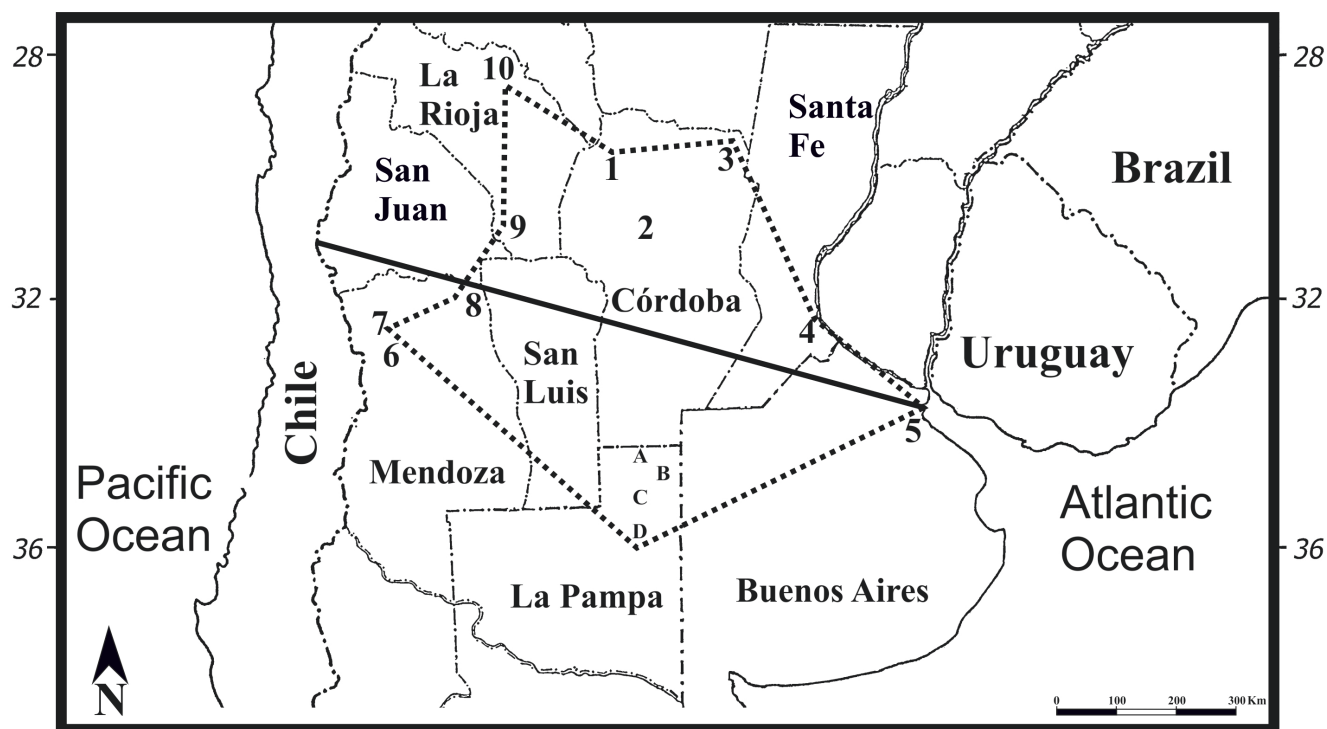 28
28
La
Rioja
10
Santa
Fe
Brazil
San
Juan
1
3
9
2
32
32
8
Córdoba
7
6
4
San
Luis
Uruguay
Chile
5
Mendoza
A
B
C
D
Pacific
Ocean
Atlantic
Ocean
36
36
La Pampa
Buenos Aires
N
0 100 200 300 Km